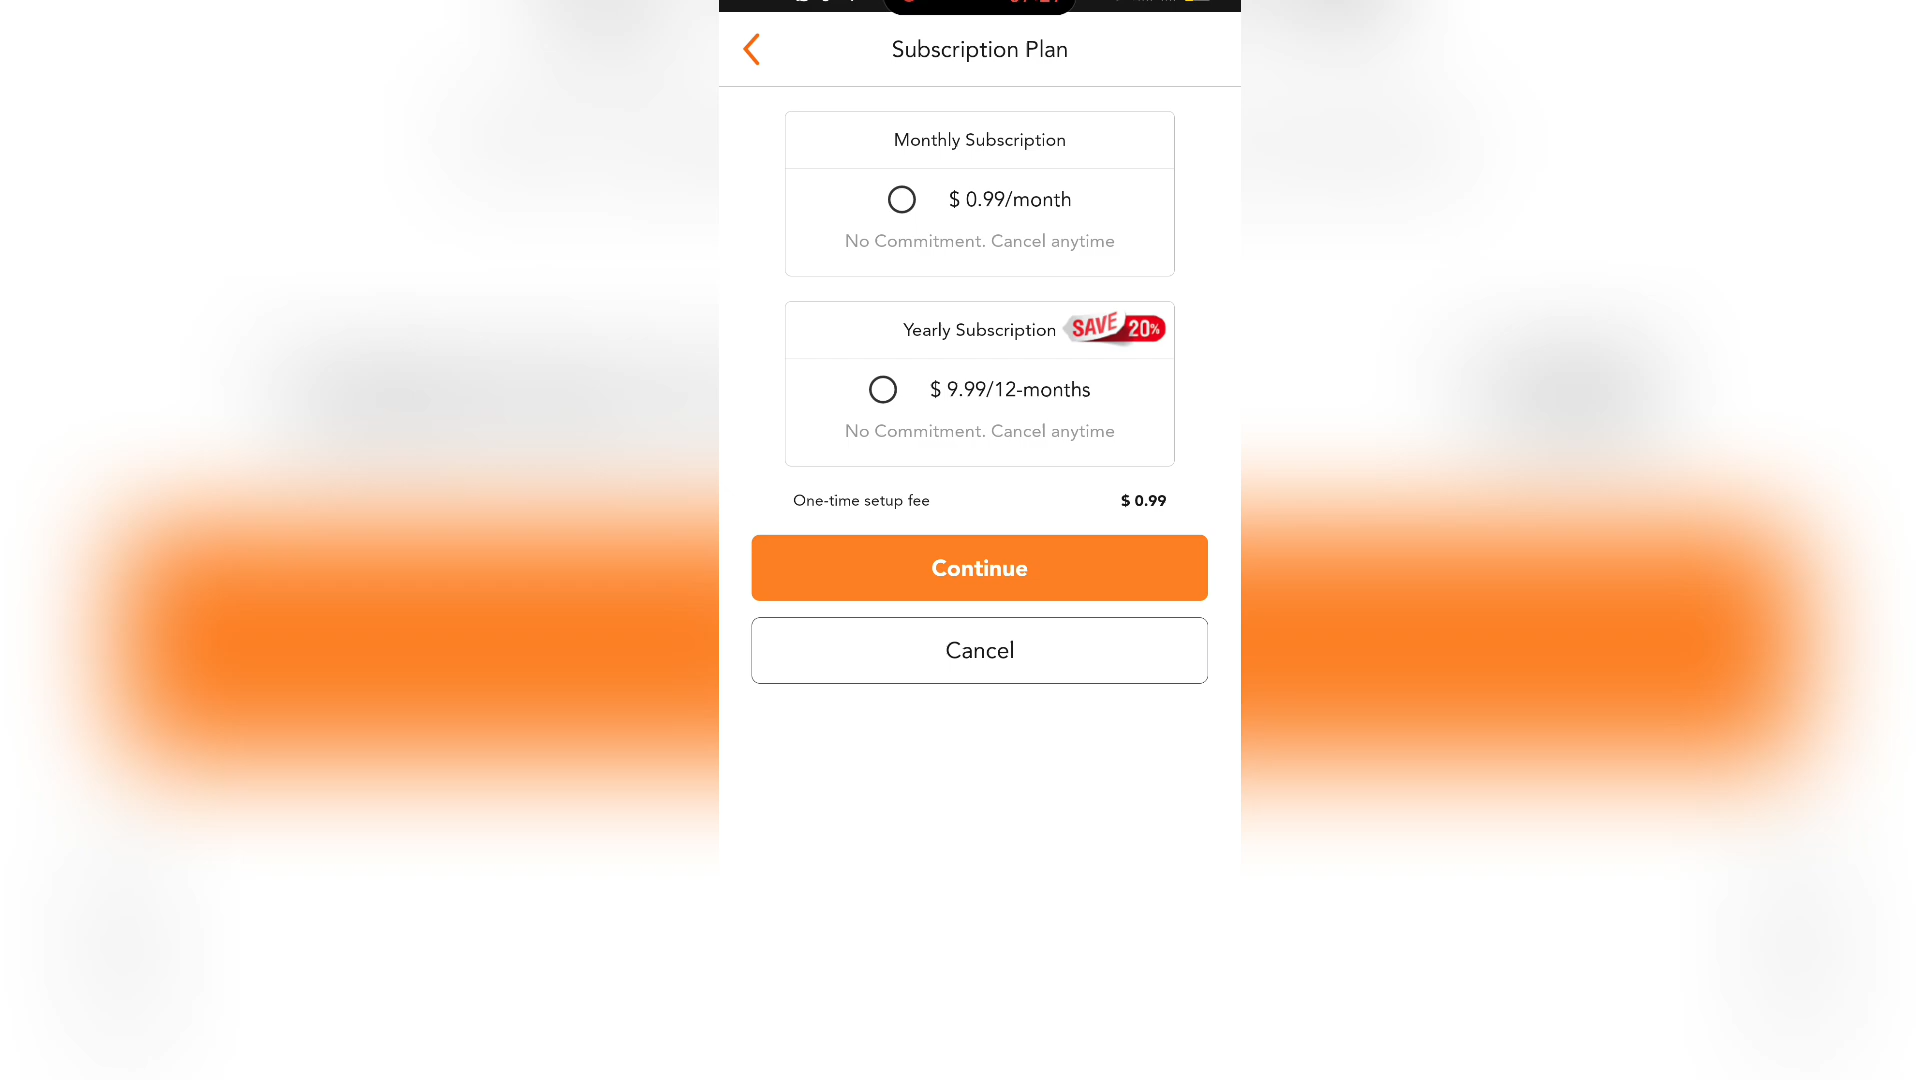 Subscription Plan
Monthly Subscription
$ 0.99/month
No Commitment. Cancel anytime
Yearly Subscription SAVE 20%
$ 9.99/12-months
No Commitment. Cancel anytime
One-time setup fee $ 0.99
Continue
Cancel